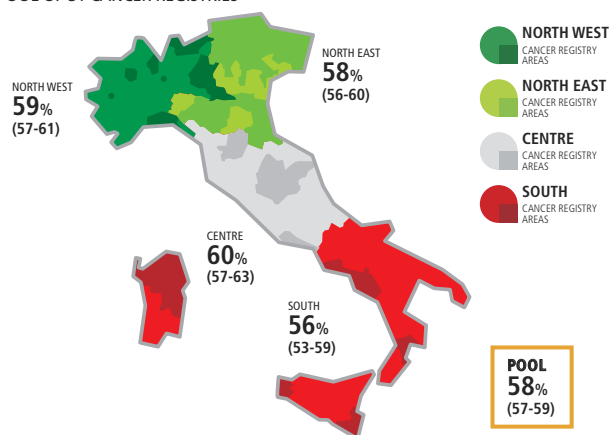 NORTH EAST
58%
(56-60)
NORTH WEST
59%
(57-61)
CENTRE
60%
(57-63)
SOUTH
56%
(53-59)
NORTH WEST
CANCER REGISTRY
AREAS
NORTH EAST
CANCER REGISTRY
AREAS
CENTRE
CANCER REGISTRY
AREAS
SOUTH
CANCER REGISTRY
AREAS
POOL
58%
(57-59)